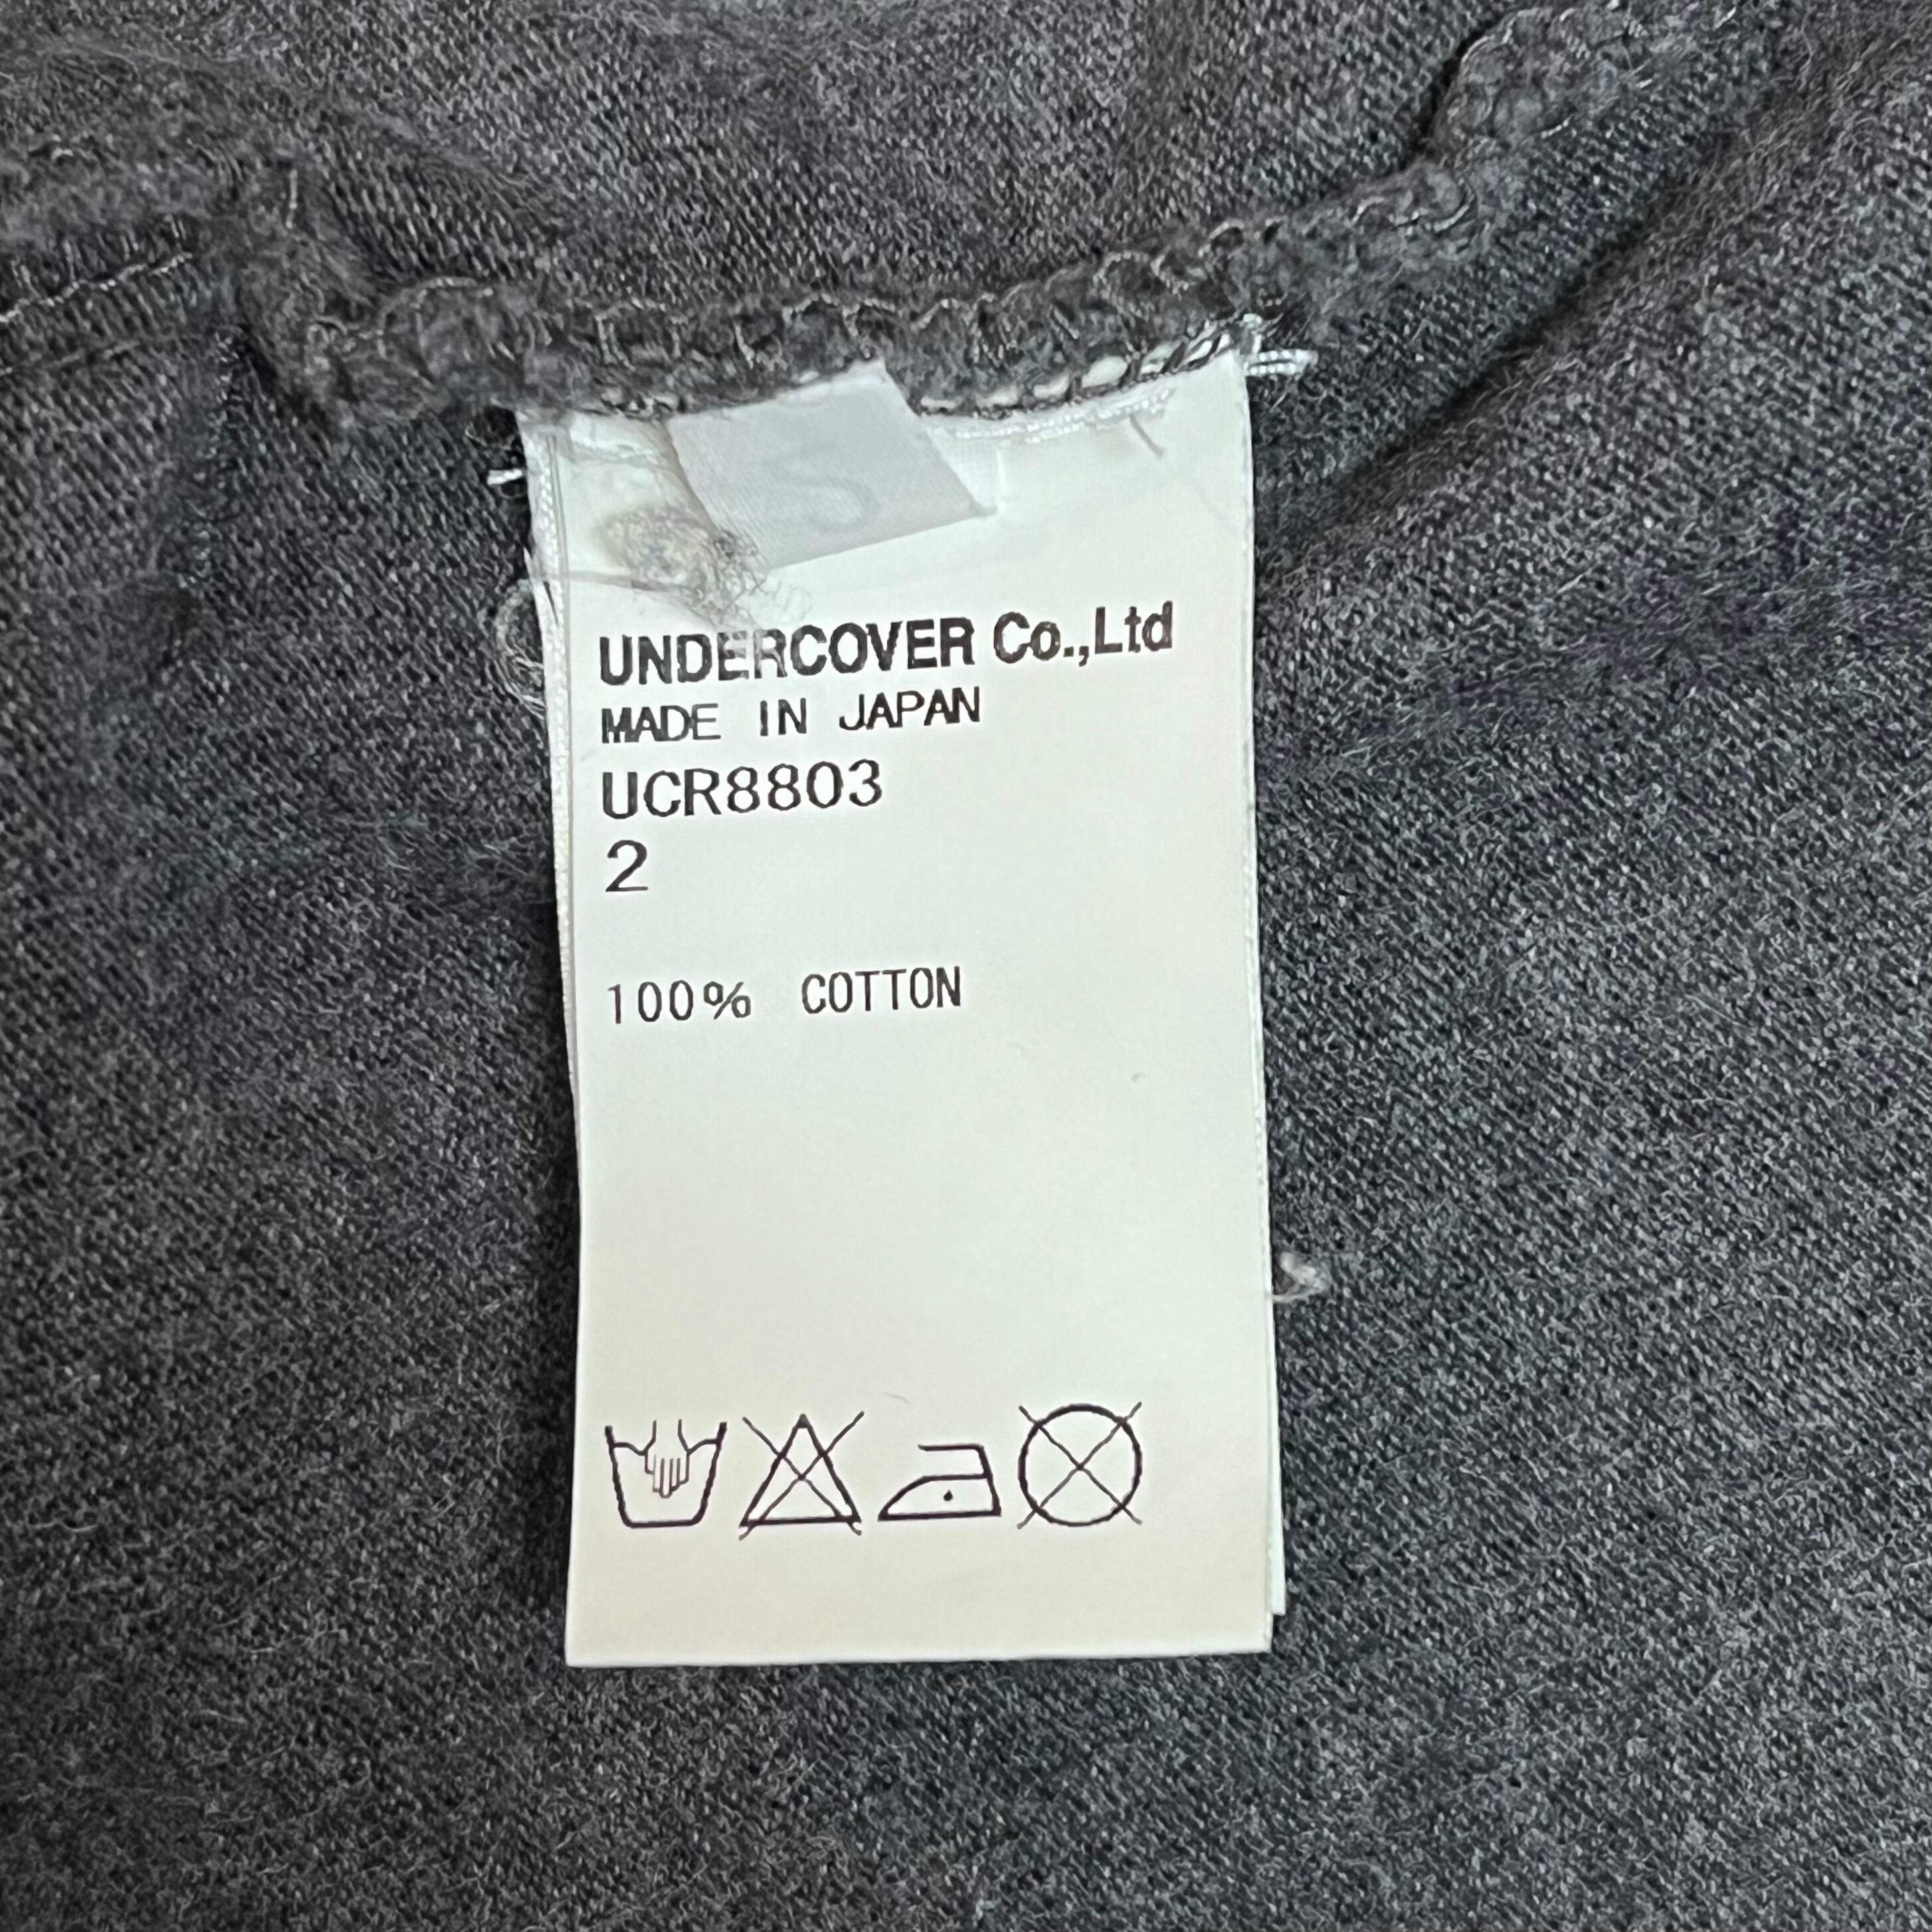 S
UNDERCOVER Co.,Ltd
MADE IN JAPAN
UCR8803
2
100% COTTON